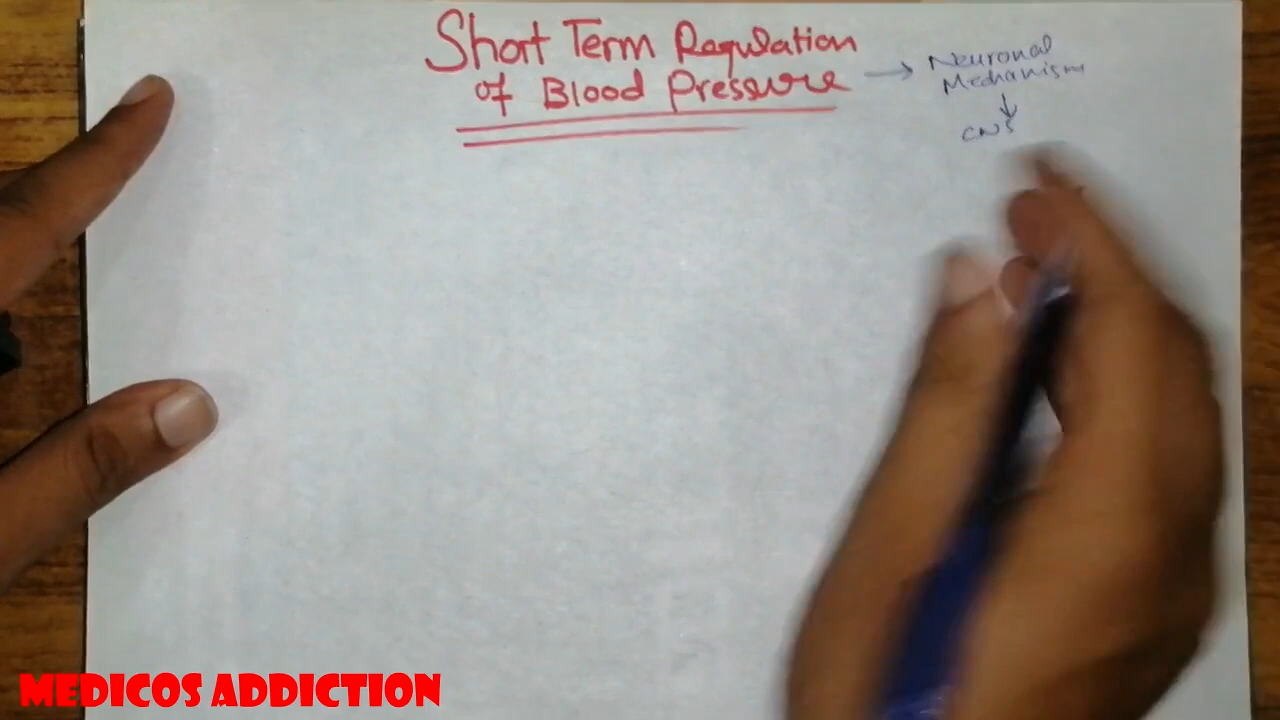 Short Term Regulation
of Blood Pressure
→ Neuronal
Mechanism
↓
CNS
MEDICOS ADDICTION